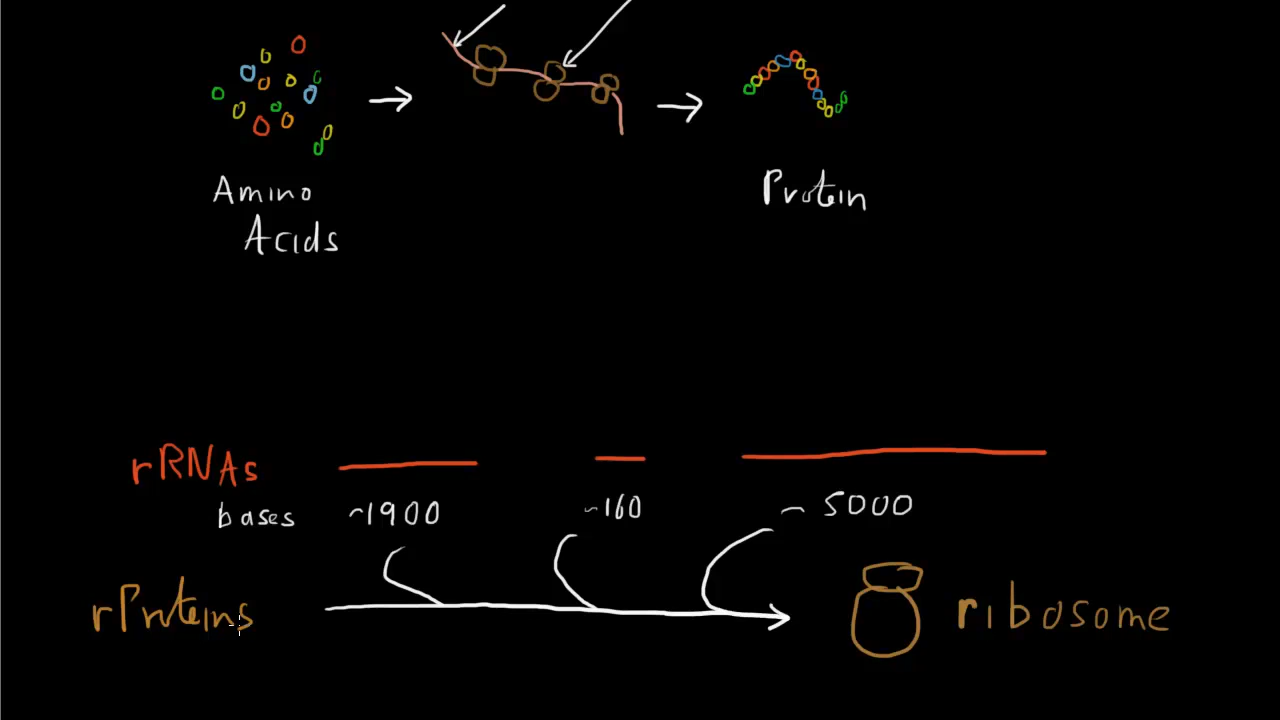 Amino
Acids
Protein
rRNAs
bases ~1900 ~160 ~5000
rProteins
ribosome